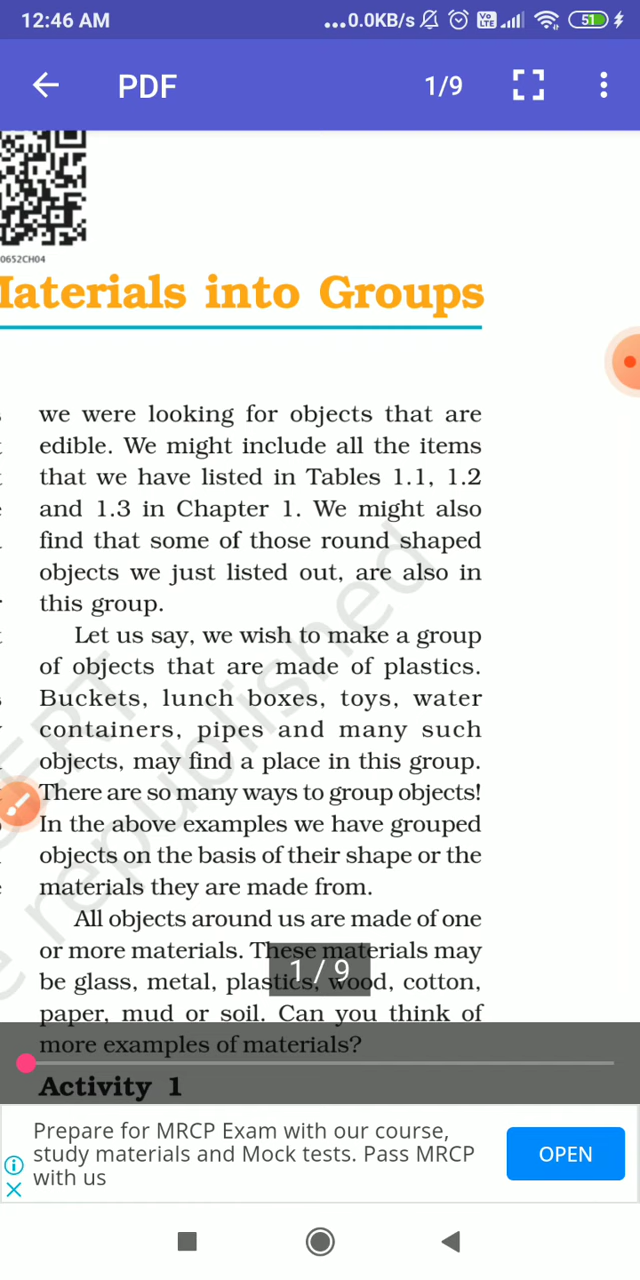 12:46 AM
...0.0KB/s
Vo LTE
51
PDF
1/9
0652CH04
Materials into Groups
we were looking for objects that are
edible. We might include all the items
that we have listed in Tables 1.1, 1.2
and 1.3 in Chapter 1. We might also
find that some of those round shaped
objects we just listed out, are also in
this group.
Let us say, we wish to make a group
of objects that are made of plastics.
Buckets, lunch boxes, toys, water
containers, pipes and many such
objects, may find a place in this group.
There are so many ways to group objects!
In the above examples we have grouped
objects on the basis of their shape or the
materials they are made from.
All objects around us are made of one
or more materials. These materials may
be glass, metal, plastics, wood, cotton,
paper, mud or soil. Can you think of
more examples of materials?
1 / 9
Activity 1
republished
Prepare for MRCP Exam with our course,
study materials and Mock tests. Pass MRCP
with us
OPEN